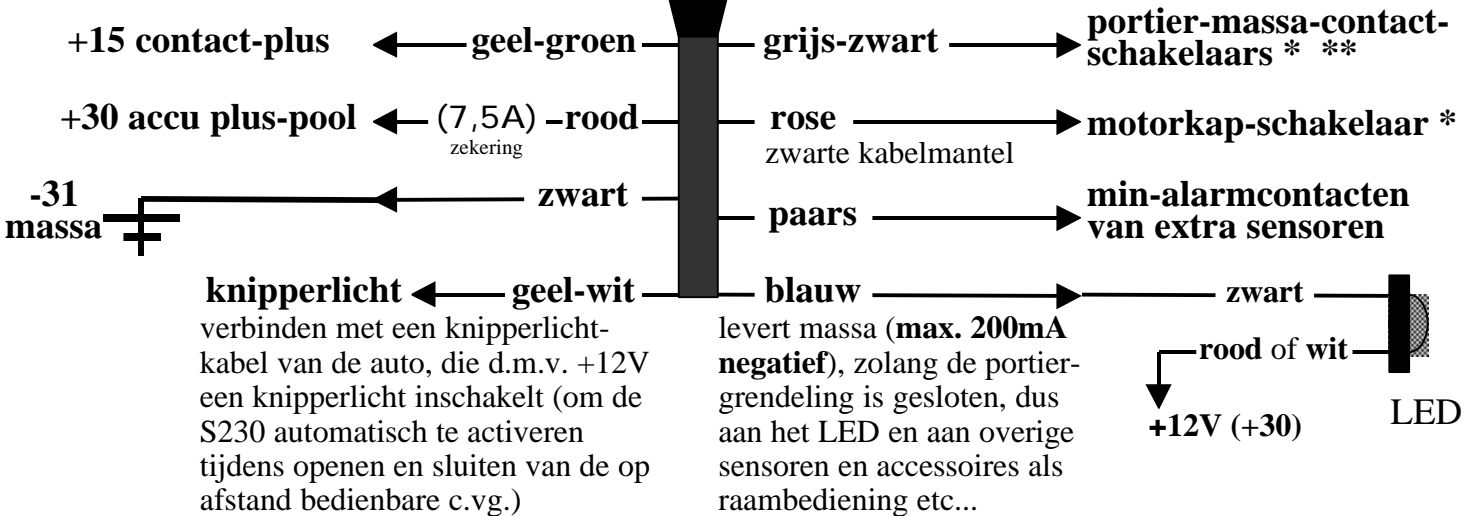 +15 contact-plus geel-groen grijs-zwart portier-massa-contact-
schakelaars * **
+30 accu plus-pool (7,5A) rood rose motorkap-schakelaar *
zekering zwarte kabelmantel
-31 zwart min-alarmcontacten
massa paars van extra sensoren
knipperlicht geel-wit blauw zwart
verbinden met een knipperlicht-
kabel van de auto, die d.m.v. +12V
een knipperlicht inschakelt (om de
S230 automatisch te activeren
tijdens openen en sluiten van de op
afstand bedienbare c.vg.)
levert massa (max. 200mA
negatief), zolang de portier-
grendeling is gesloten, dus
aan het LED en aan overige
sensoren en accessoires als
raambediening etc...
rood of wit
+12V (+30)
LED